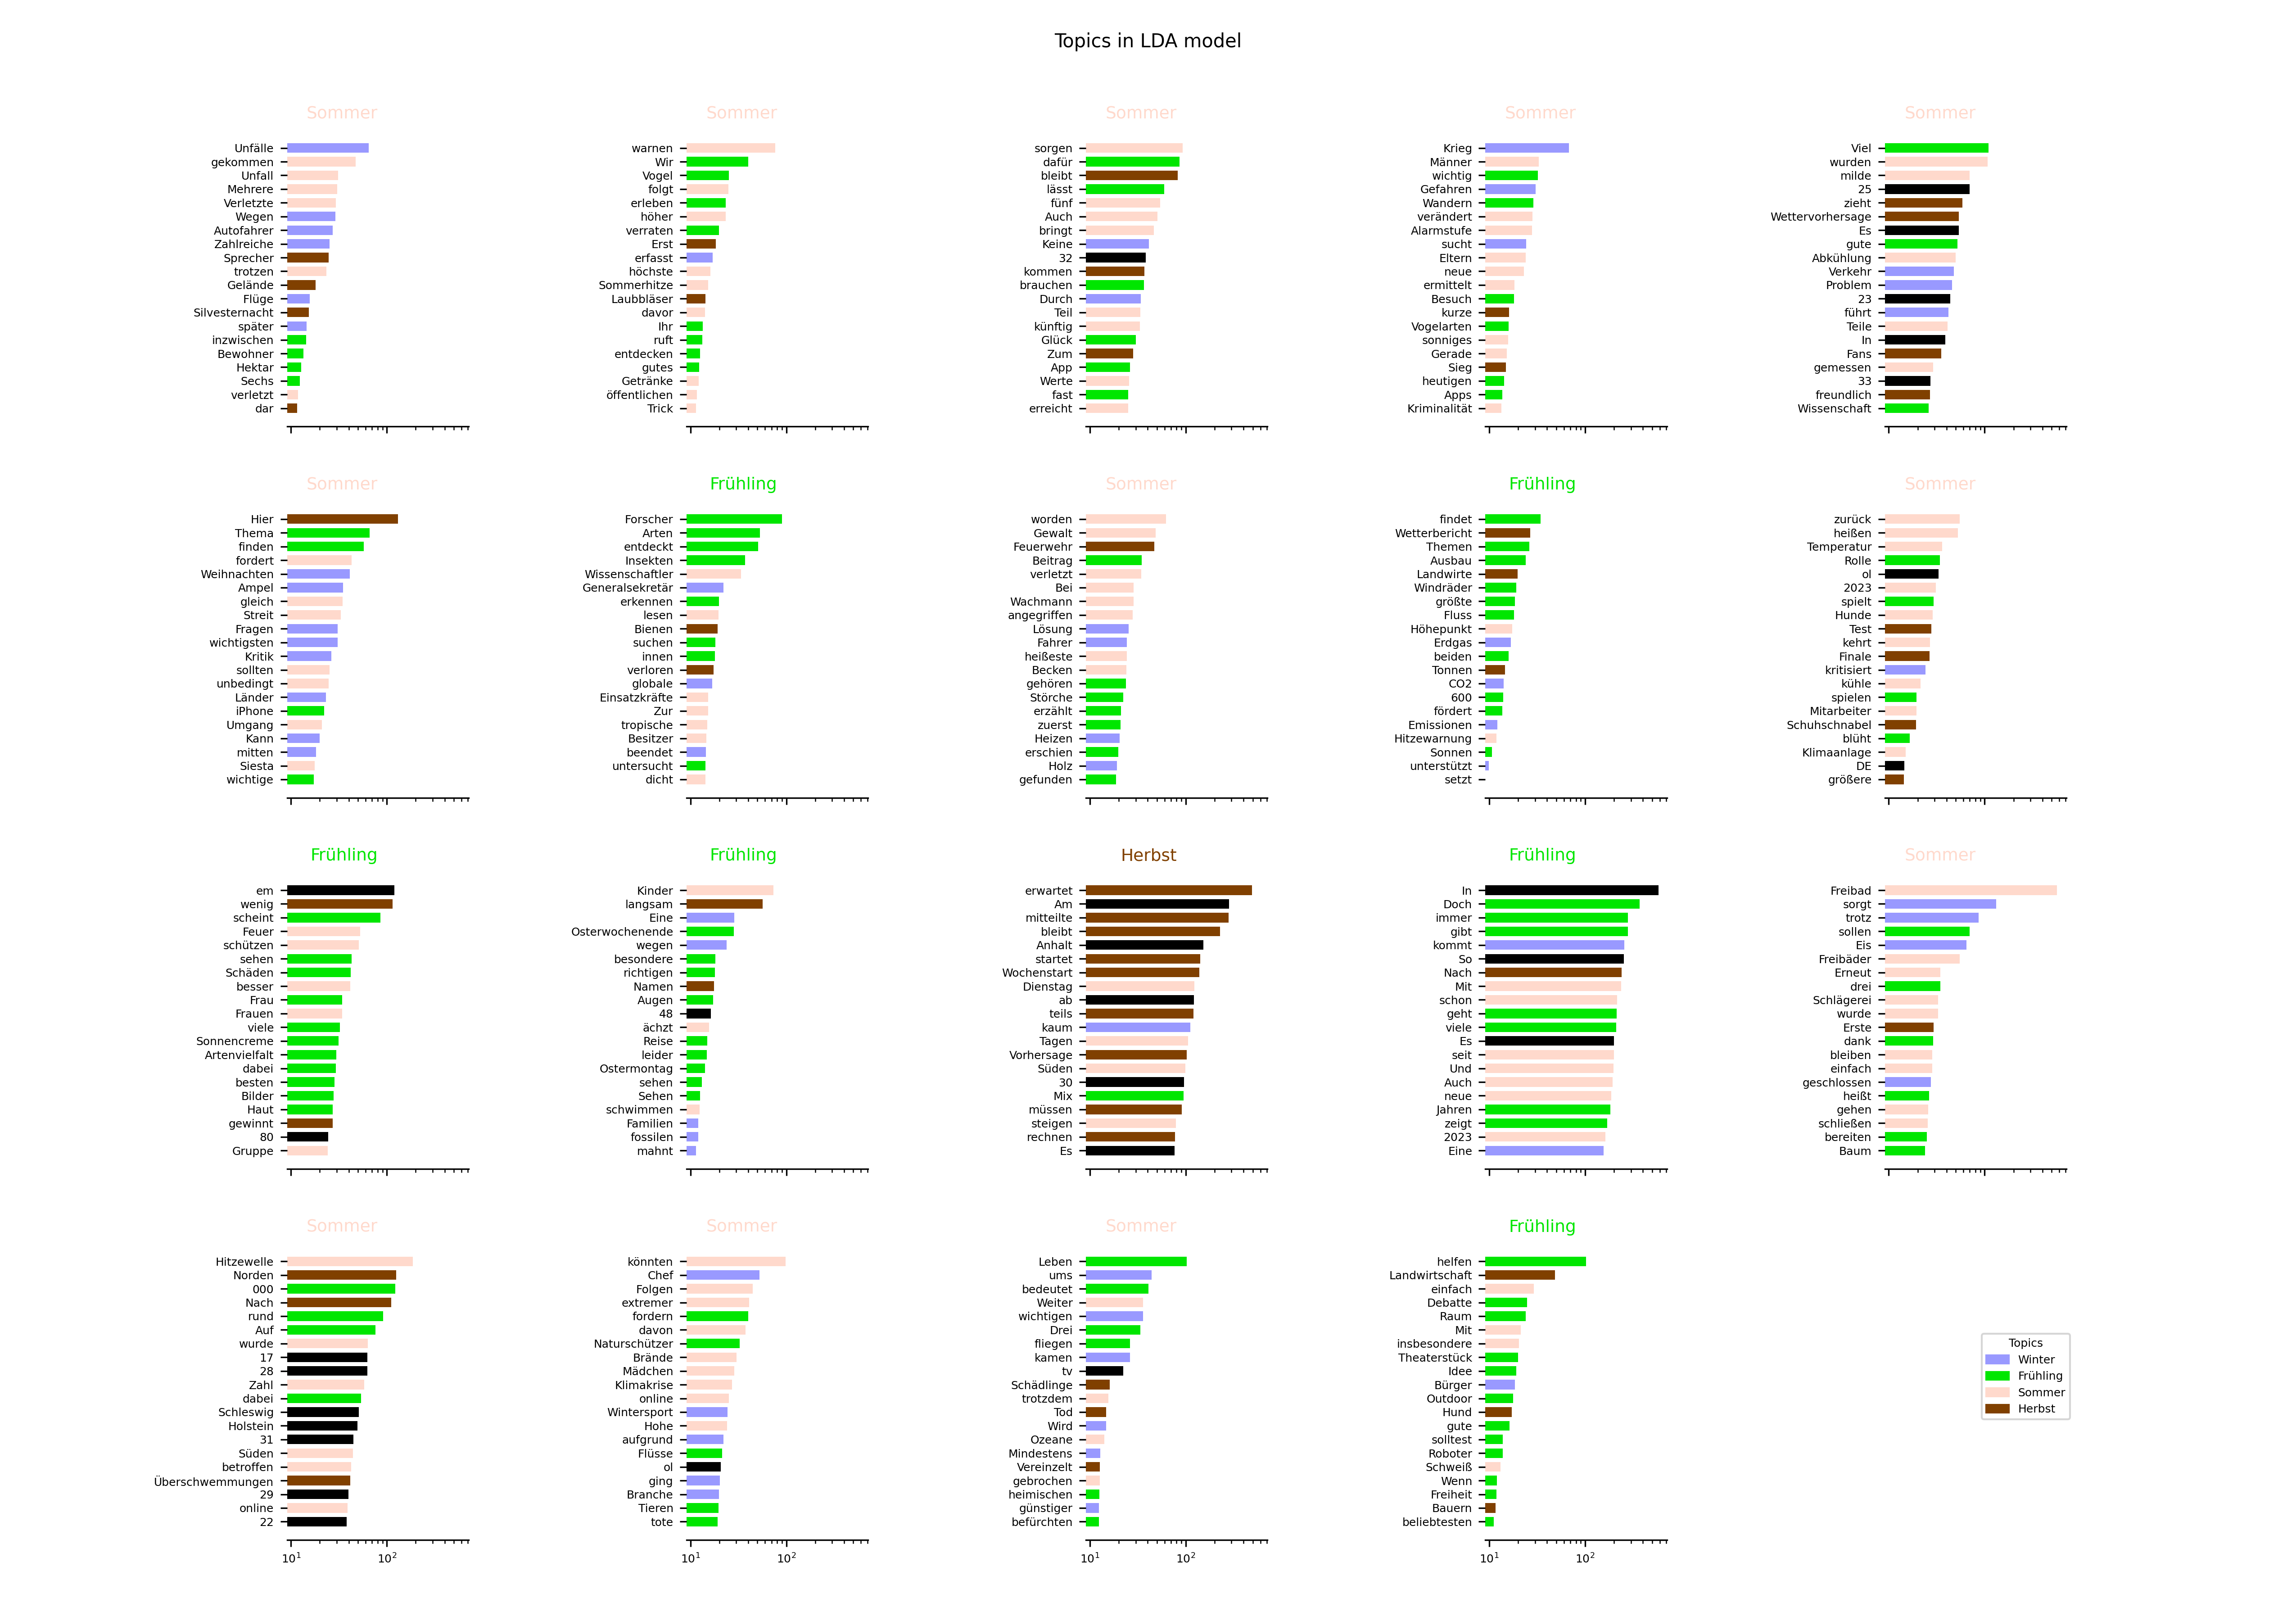 Topics in LDA model
Sommer
Unfälle
gekommen
Unfall
Mehrere
Verletzte
Wegen
Autofahrer
Zahlreiche
Sprecher
trotzen
Gelände
Flüge
Silvesternacht
später
inzwischen
Bewohner
Hektar
Sechs
verletzt
dar
Sommer
warnen
Wir
Vogel
folgt
erleben
höher
verraten
Erst
erfasst
höchste
Sommerhitze
Laubbläser
davor
Ihr
ruft
entdecken
gutes
Getränke
öffentlichen
Trick
Sommer
sorgen
dafür
bleibt
lässt
fünf
Auch
bringt
Keine
32
kommen
brauchen
Durch
Teil
künftig
Glück
Zum
App
Werte
fast
erreicht
Sommer
Krieg
Männer
wichtig
Gefahren
Wandern
verändert
Alarmstufe
sucht
Eltern
neue
ermittelt
Besuch
kurze
Vogelarten
sonniges
Gerade
Sieg
heutigen
Apps
Kriminalität
Sommer
Viel
wurden
milde
25
zieht
Wettervorhersage
Es
gute
Abkühlung
Verkehr
Problem
23
führt
Teile
In
Fans
gemessen
33
freundlich
Wissenschaft
Sommer
Hier
Thema
finden
fordert
Weihnachten
Ampel
gleich
Streit
Fragen
wichtigsten
Kritik
sollten
unbedingt
Länder
iPhone
Umgang
Kann
mitten
Siesta
wichtige
Frühling
Forscher
Arten
entdeckt
Insekten
Wissenschaftler
Generalsekretär
erkennen
lesen
Bienen
suchen
innen
verloren
globale
Einsatzkräfte
Zur
tropische
Besitzer
beendet
untersucht
dicht
Sommer
worden
Gewalt
Feuerwehr
Beitrag
verletzt
Bei
Wachmann
angegriffen
Lösung
Fahrer
heißeste
Becken
gehören
Störche
erzählt
zuerst
Heizen
erschien
Holz
gefunden
Frühling
findet
Wetterbericht
Themen
Ausbau
Landwirte
Windräder
größte
Fluss
Höhepunkt
Erdgas
beiden
Tonnen
CO2
600
fördert
Emissionen
Hitzewarnung
Sonnen
unterstützt
setzt
Sommer
zurück
heißen
Temperatur
Rolle
ol
2023
spielt
Hunde
Test
kehrt
Finale
kritisiert
kühle
spielen
Mitarbeiter
Schuhschnabel
blüht
Klimaanlage
DE
größere
Frühling
em
wenig
scheint
Feuer
schützen
sehen
Schäden
besser
Frau
Frauen
viele
Sonnencreme
Artenvielfalt
dabei
besten
Bilder
Haut
gewinnt
80
Gruppe
Frühling
Kinder
langsam
Eine
Osterwochenende
wegen
besondere
richtigen
Namen
Augen
48
ächzt
Reise
leider
Ostermontag
sehen
Sehen
schwimmen
Familien
fossilen
mahnt
Herbst
erwartet
Am
mitteilte
bleibt
Anhalt
startet
Wochenstart
Dienstag
ab
teils
kaum
Tagen
Vorhersage
Süden
30
Mix
müssen
steigen
rechnen
Es
Frühling
In
Doch
immer
gibt
kommt
So
Nach
Mit
schon
geht
viele
Es
seit
Und
Auch
neue
Jahren
zeigt
2023
Eine
Sommer
Freibad
sorgt
trotz
sollen
Eis
Freibäder
Erneut
drei
Schlägerei
wurde
Erste
dank
bleiben
einfach
geschlossen
heißt
gehen
schließen
bereiten
Baum
Sommer
Hitzewelle
Norden
000
Nach
rund
Auf
wurde
17
28
Zahl
dabei
Schleswig
Holstein
31
Süden
betroffen
Überschwemmungen
29
online
22
10¹ 10²
Sommer
könnten
Chef
Folgen
extremer
fordern
davon
Naturschützer
Brände
Mädchen
Klimakrise
online
Wintersport
Hohe
aufgrund
Flüsse
ol
ging
Branche
Tieren
tote
10¹ 10²
Sommer
Leben
ums
bedeutet
Weiter
wichtigen
Drei
fliegen
kamen
tv
Schädlinge
trotzdem
Tod
Wird
Ozeane
Mindestens
Vereinzelt
gebrochen
heimischen
günstiger
befürchten
10¹ 10²
Frühling
helfen
Landwirtschaft
einfach
Debatte
Raum
Mit
insbesondere
Theaterstück
Idee
Bürger
Outdoor
Hund
gute
solltest
Roboter
Schweiß
Wenn
Freiheit
Bauern
beliebtesten
10¹ 10²
Topics
Winter
Frühling
Sommer
Herbst